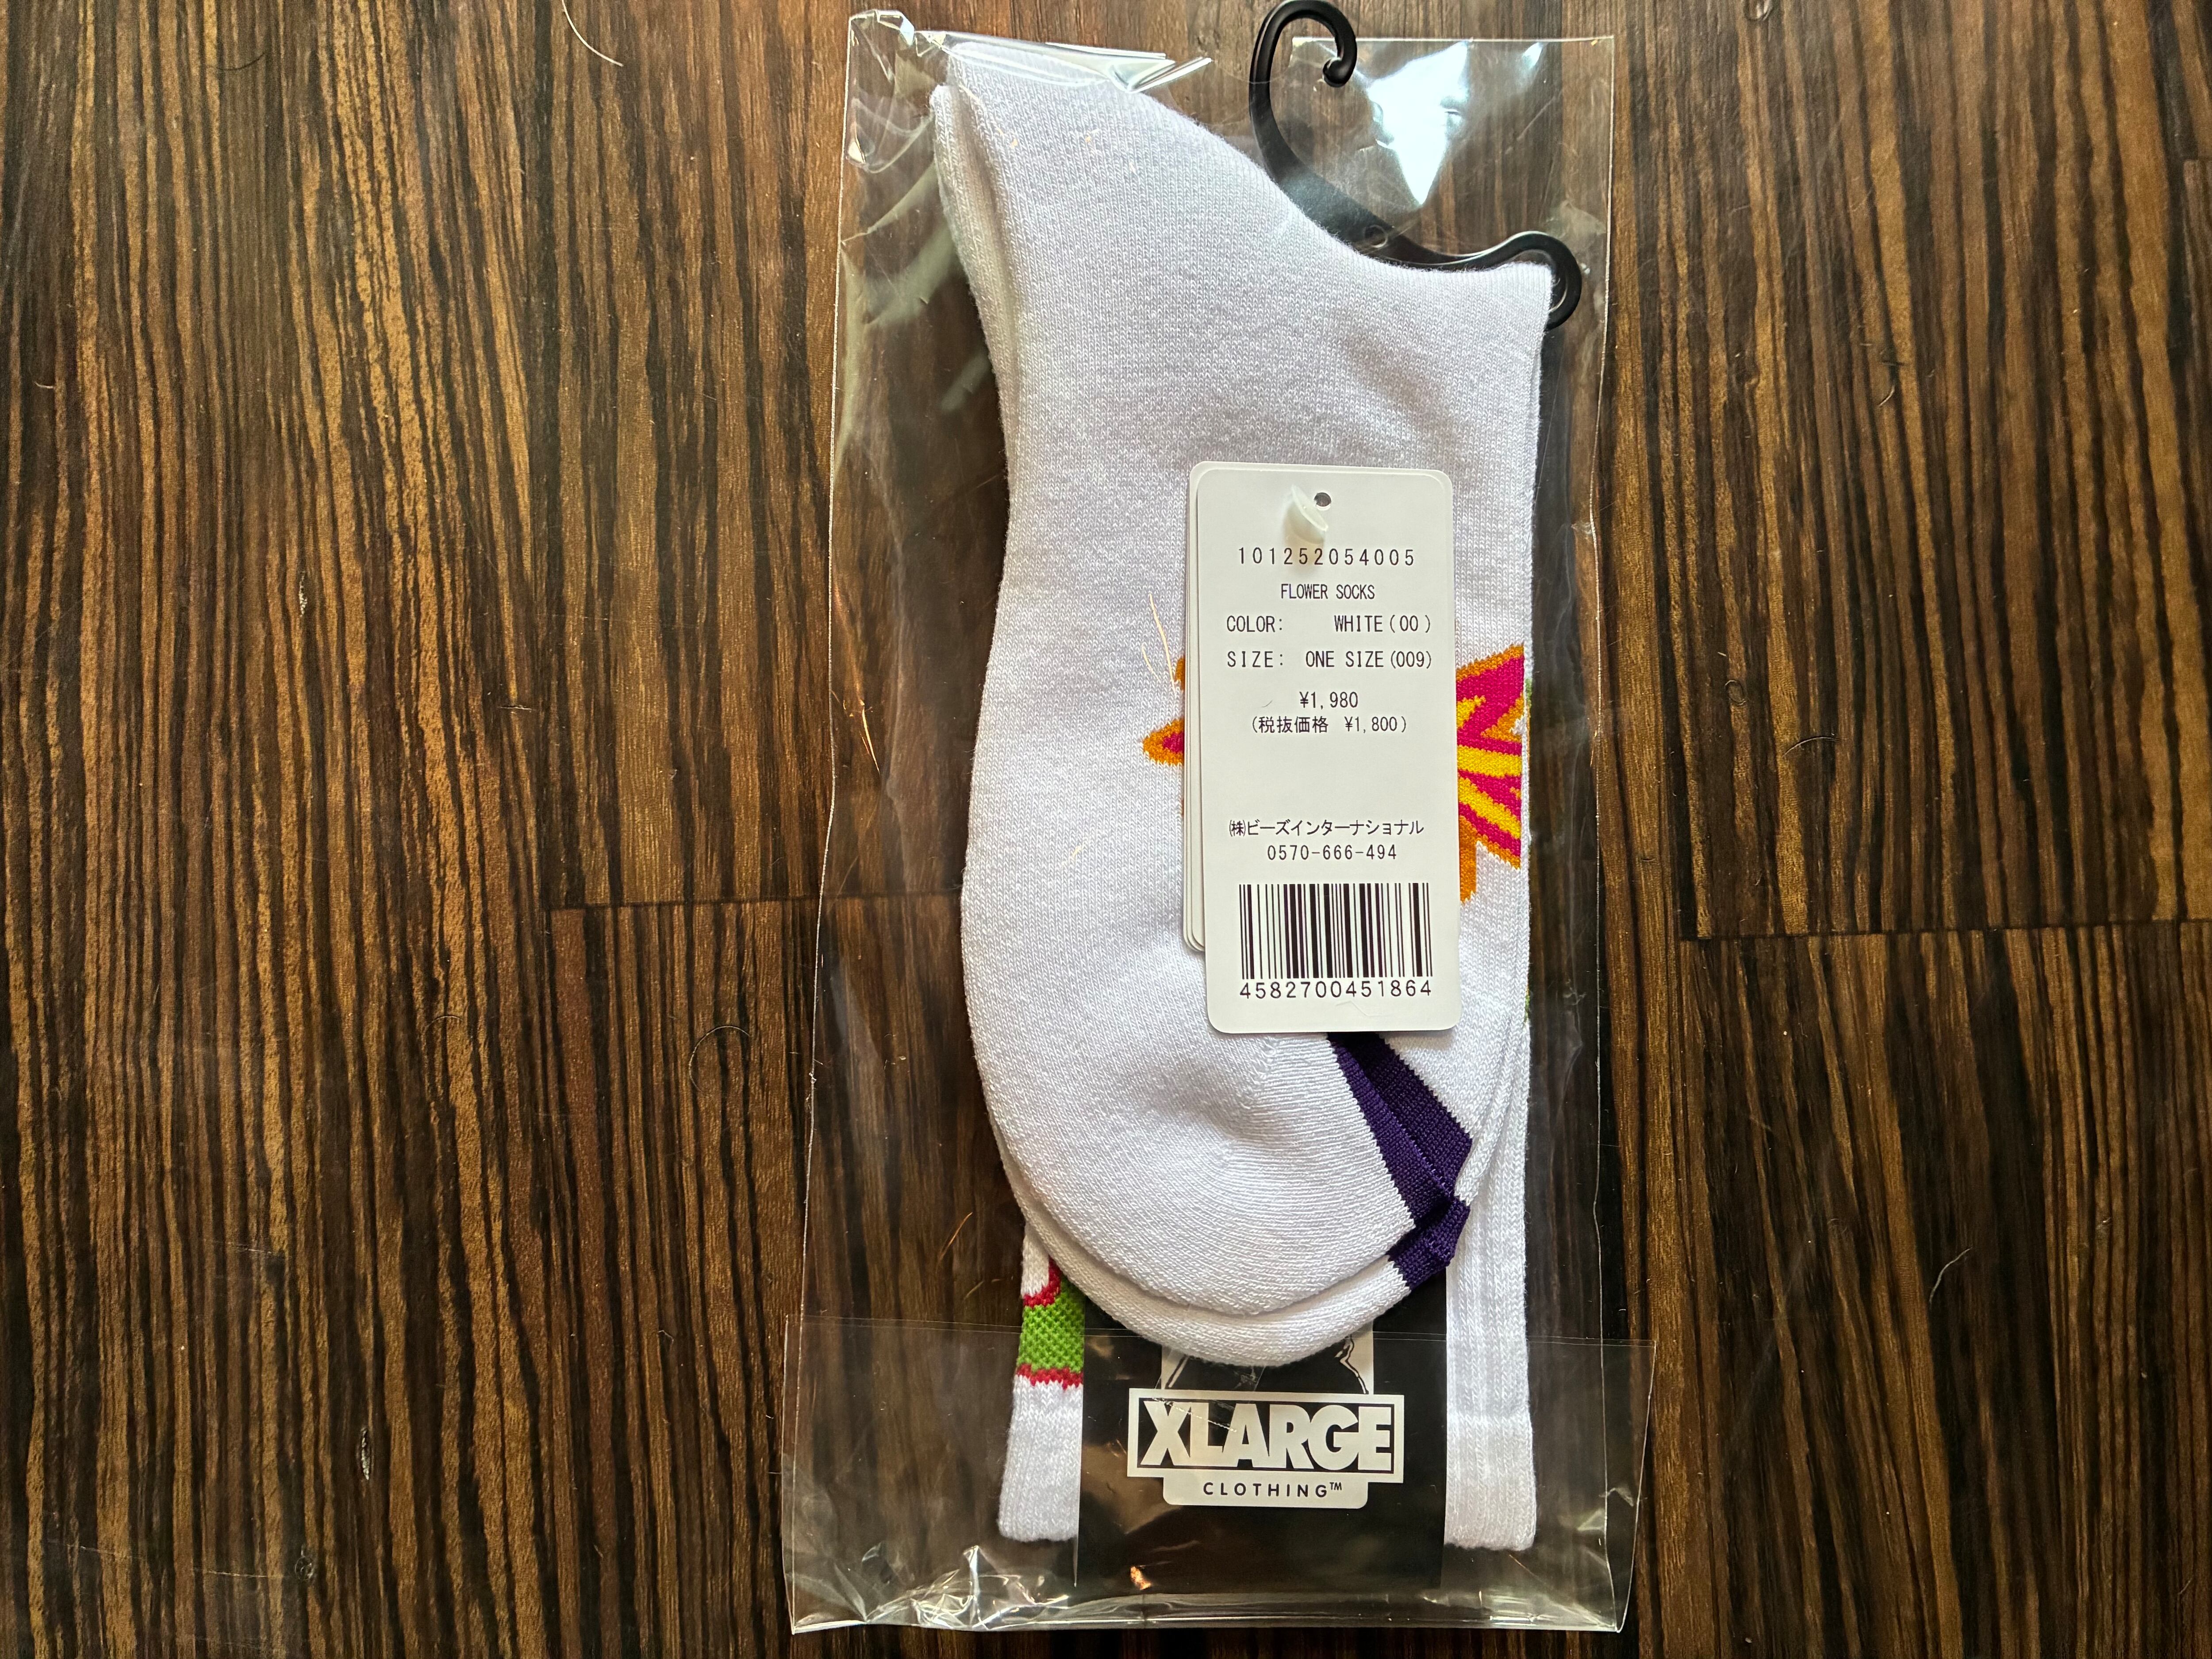 101252054005
FLOWER SOCKS
COLOR: WHITE(00)
SIZE: ONE SIZE(009)
¥1,980
(税抜価格 ¥1,800)
㈱ビーズインターナショナル
0570-666-494
4582700451864
XLARGE
CLOTHING™